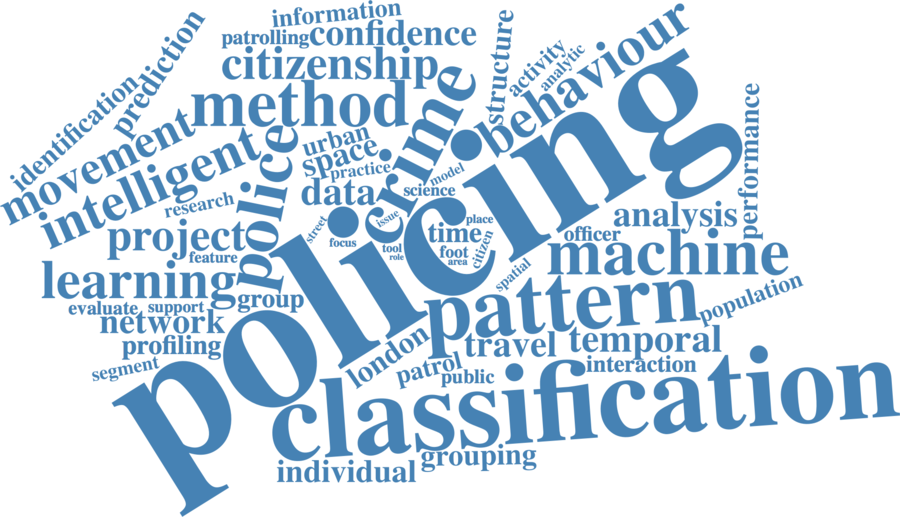 information
patrolling
confidence
citizenship
method
prediction
identification
movement
intelligent
police
crime
structure
activity
analytic
behaviour
performance
urban
space
practice
data
science
model
research
project
feature
learning
evaluate
support
group
network
profiling
segment
street
focus
issue
tool
role
place
time
citizen
foot
area
spatial
policing
analysis
officer
machine
pattern
population
london
travel
temporal
patrol
public
interaction
classification
grouping
individual